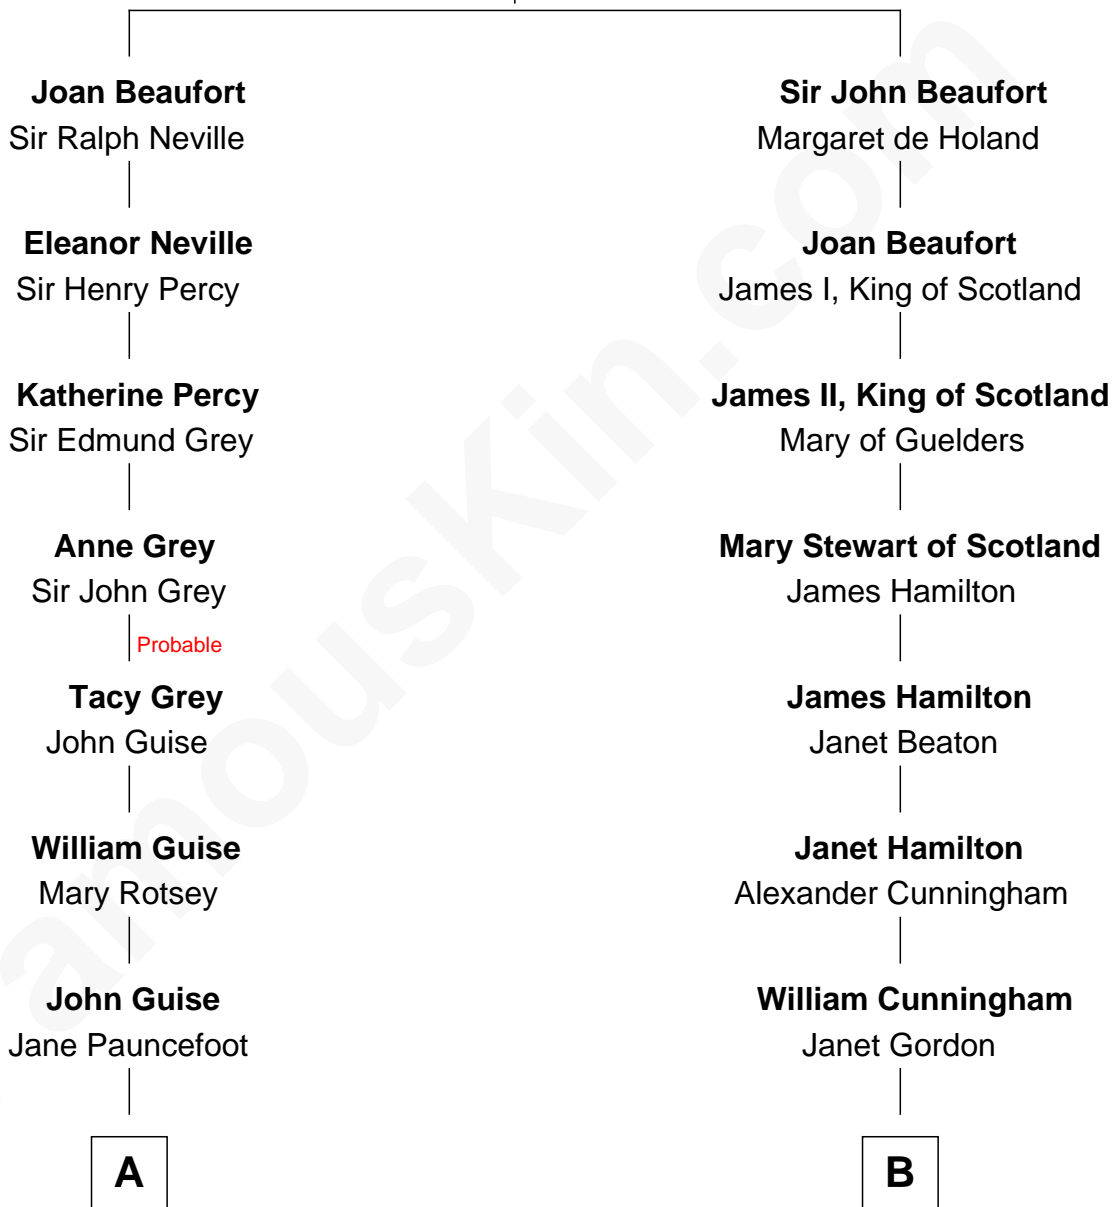 Joan Beaufort
Sir Ralph Neville
Sir John Beaufort
Margaret de Holand
Eleanor Neville
Sir Henry Percy
Joan Beaufort
James I, King of Scotland
Katherine Percy
Sir Edmund Grey
James II, King of Scotland
Mary of Guelders
Anne Grey
Sir John Grey
Mary Stewart of Scotland
James Hamilton
Probable
Tacy Grey
John Guise
James Hamilton
Janet Beaton
William Guise
Mary Rotsey
Janet Hamilton
Alexander Cunningham
John Guise
Jane Pauncefoot
William Cunningham
Janet Gordon
A
B
amouskin.com